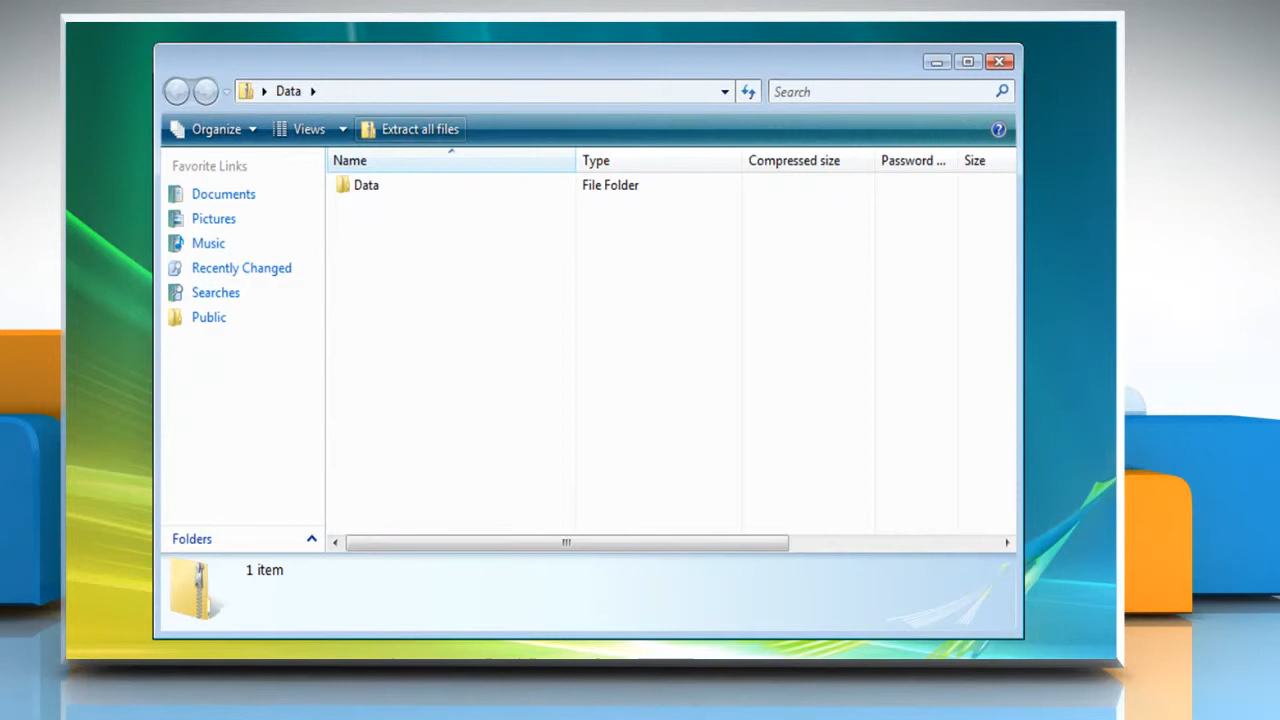 Data
Search
Organize Views Extract all files
Favorite Links
Documents
Pictures
Music
Recently Changed
Searches
Public
Folders
Name Type Compressed size Password ... Size
Data File Folder
1 item